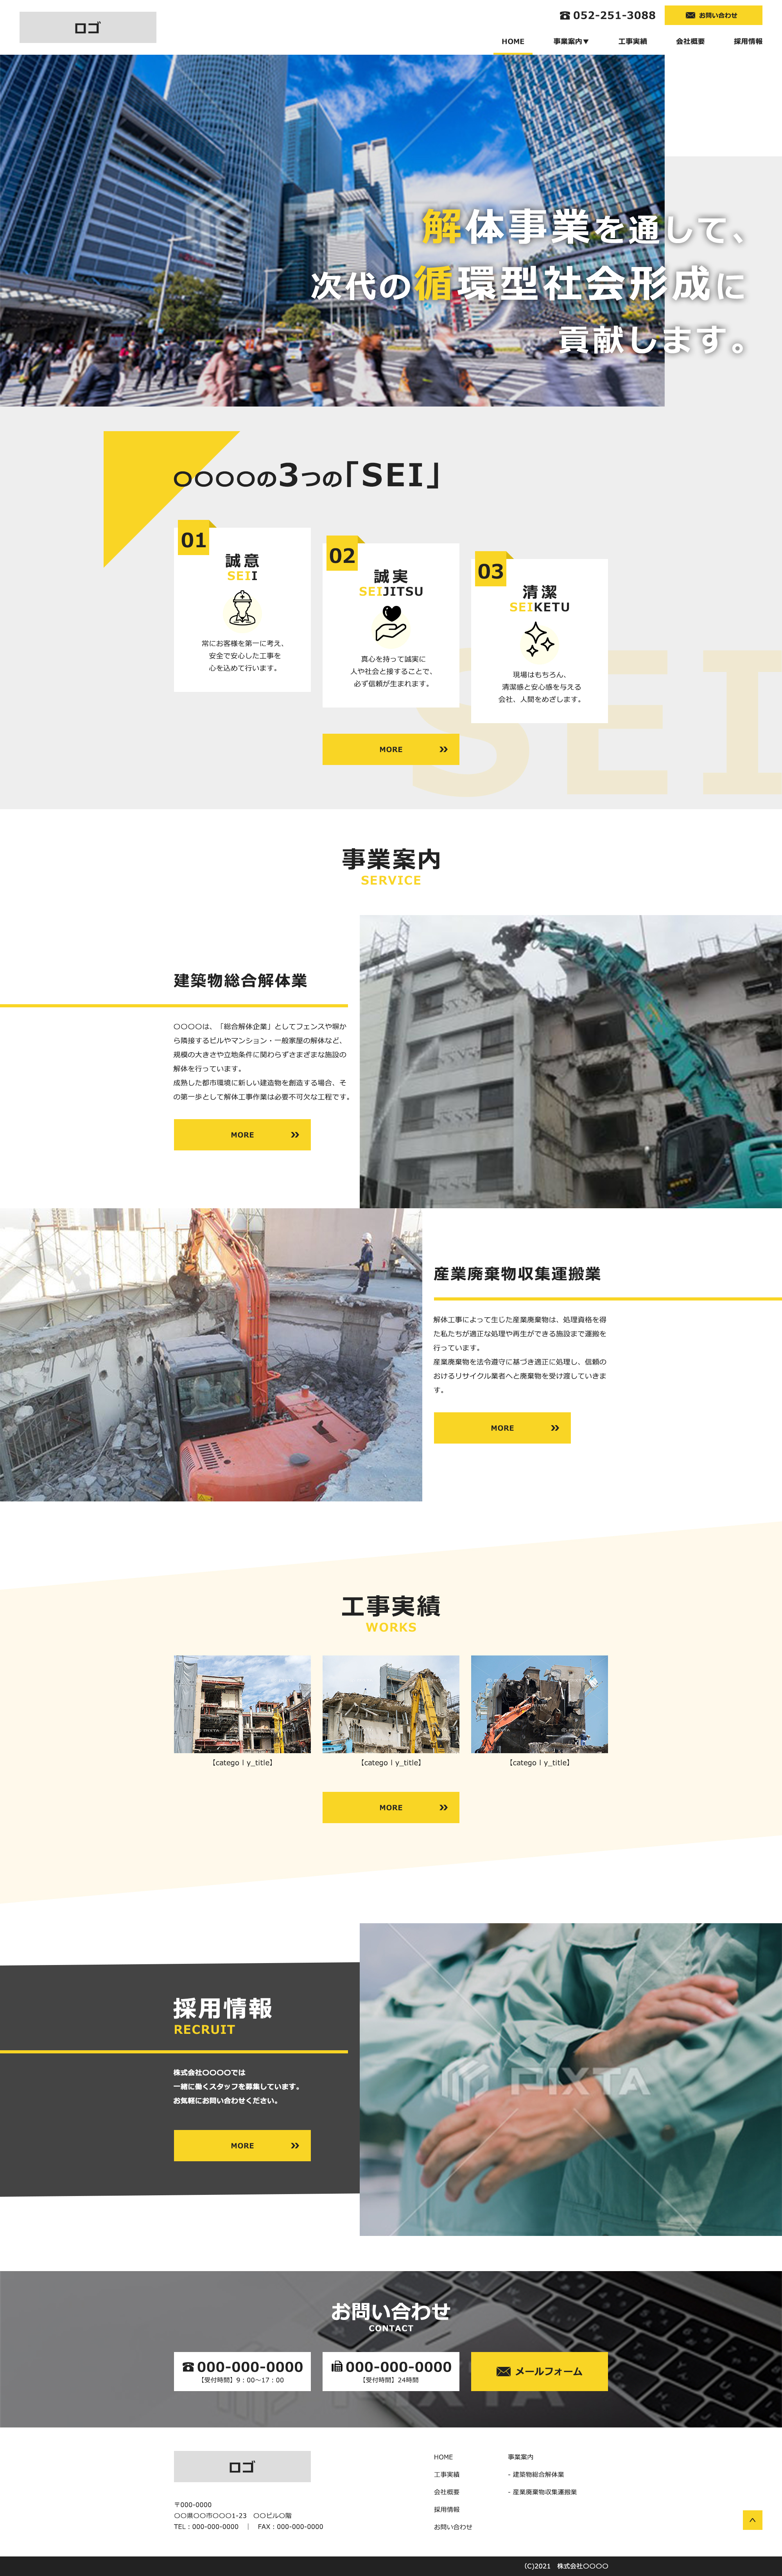 ロゴ
052-251-3088
お問い合わせ
HOME
事業案内▼
工事実績
会社概要
採用情報
解体事業を通して、
次代の循環型社会形成に
貢献します。
〇〇〇〇の3つの「SEI」
01
誠意
SEII
常にお客様を第一に考え、
安全で安心した工事を
心を込めて行います。
02
誠実
SEIJITSU
真心を持って誠実に
人や社会と接することで、
必ず信頼が生まれます。
03
清潔
SEIKETU
現場はもちろん、
清潔感と安心感を与える
会社、人間をめざします。
SEI
MORE
事業案内
SERVICE
建築物総合解体業
〇〇〇〇は、「総合解体企業」としてフェンスや塀か
ら隣接するビルやマンション・一般家屋の解体など、
規模の大きさや立地条件に関わらずさまざまな施設の
解体を行っています。
成熟した都市環境に新しい建造物を創造する場合、そ
の第一歩として解体工事作業は必要不可欠な工程です。
MORE
産業廃棄物収集運搬業
解体工事によって生じた産業廃棄物は、処理資格を得
た私たちが適正な処理や再生ができる施設まで運搬を
行っています。
産業廃棄物を法令遵守に基づき適正に処理し、信頼の
おけるリサイクル業者へと廃棄物を受け渡していきま
す。
MORE
工事実績
WORKS
【catego l y_title】
【catego l y_title】
【catego l y_title】
MORE
採用情報
RECRUIT
株式会社〇〇〇〇では
一緒に働くスタッフを募集しています。
お気軽にお問い合わせください。
MORE
PIXTA
お問い合わせ
CONTACT
000-000-0000
【受付時間】9：00～17：00
000-000-0000
【受付時間】24時間
メールフォーム
ロゴ
〒000-0000
〇〇県〇〇市〇〇〇1-23　〇〇ビル〇階
TEL：000-000-0000　｜　FAX：000-000-0000
HOME
工事実績
会社概要
採用情報
お問い合わせ
事業案内
- 建築物総合解体業
- 産業廃棄物収集運搬業
(C)2021　株式会社〇〇〇〇